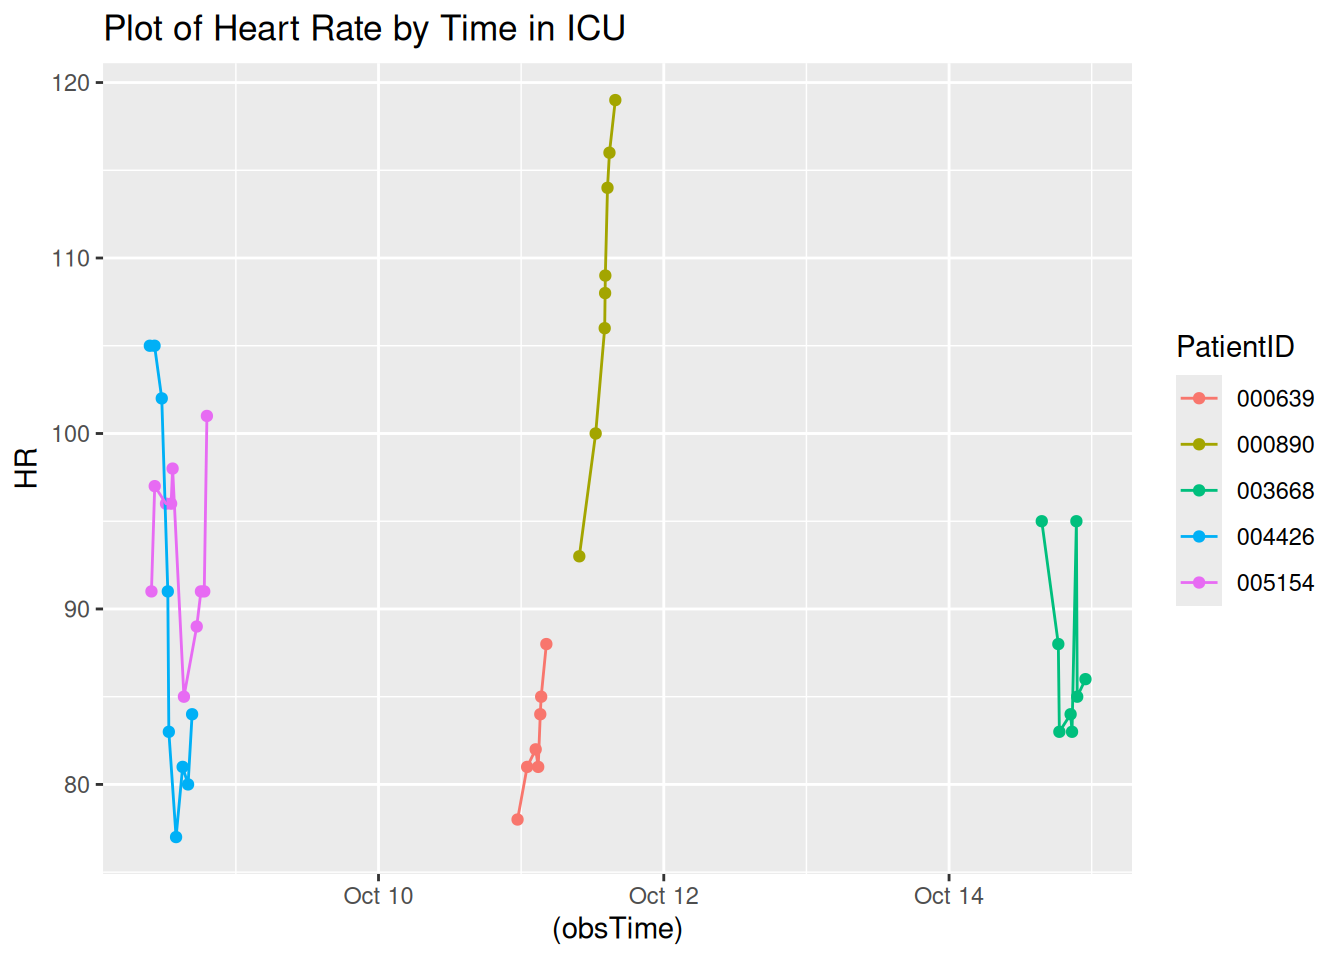 Plot of Heart Rate by Time in ICU
120
110
100
90
80
HR
Oct 10
Oct 12
Oct 14
(obsTime)
PatientID
000639
000890
003668
004426
005154